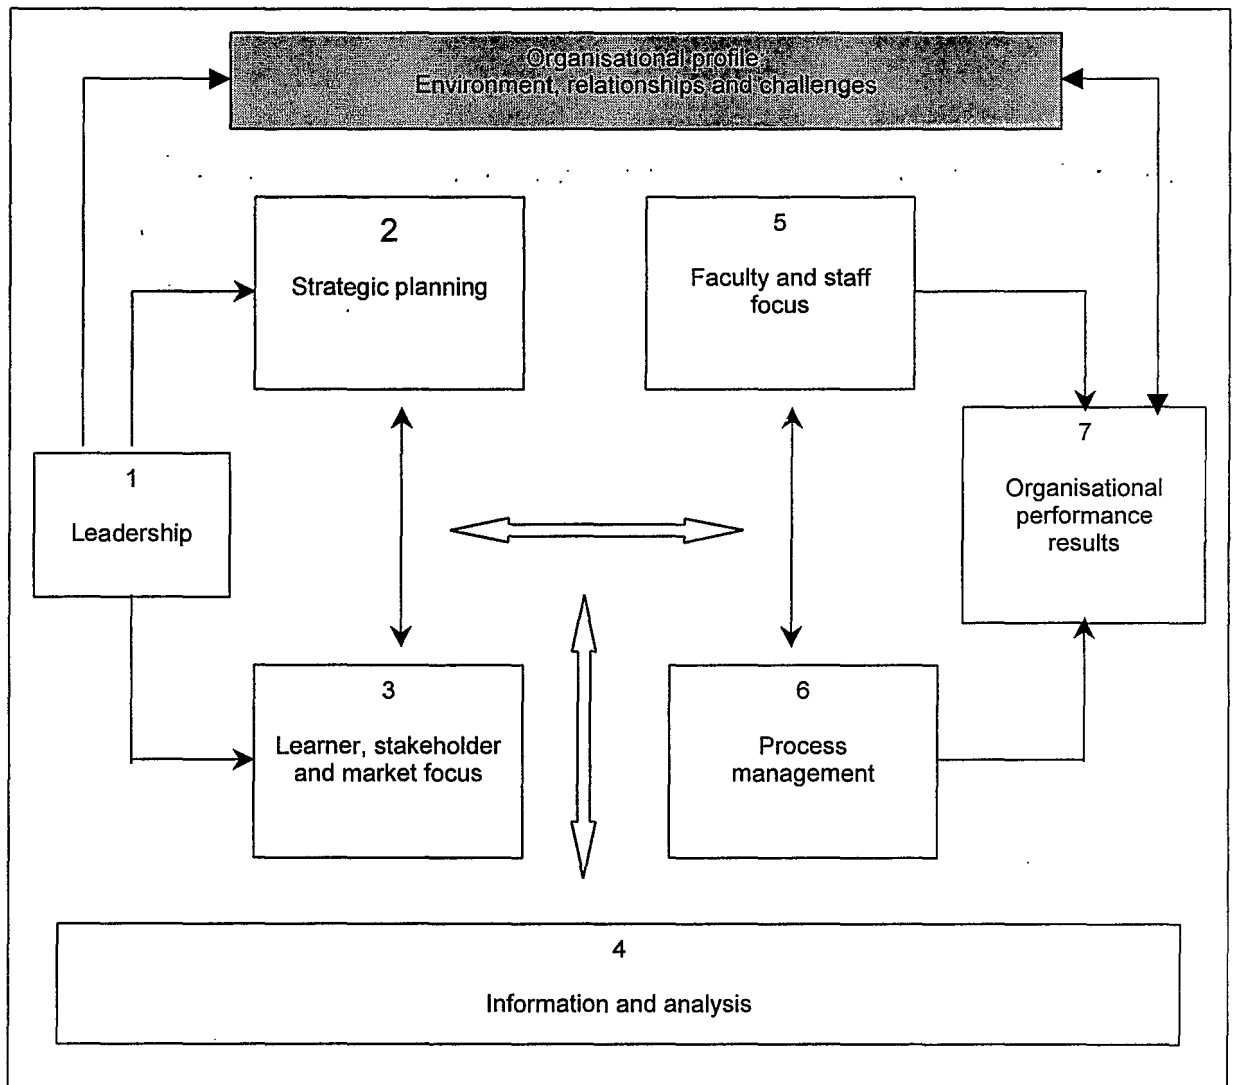 Organisational profile:
Environment, relationships and challenges
2
Strategic planning
5
Faculty and staff
focus
1
Leadership
7
Organisational
performance
results
3
Learner, stakeholder
and market focus
6
Process
management
4
Information and analysis